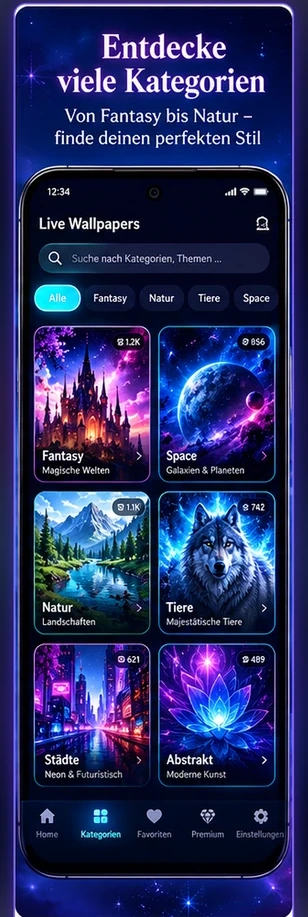 Entdecke
viele Kategorien
Von Fantasy bis Natur –
finde deinen perfekten Stil
12:34
Live Wallpapers
Suche nach Kategorien, Themen ...
Alle Fantasy Natur Tiere Space
1.2K
Fantasy
Magische Welten
856
Space
Galaxien & Planeten
1.1K
Natur
Landschaften
742
Tiere
Majestätische Tiere
621
Städte
Neon & Futuristisch
489
Abstrakt
Moderne Kunst
Home Kategorien Favoriten Premium Einstellungen